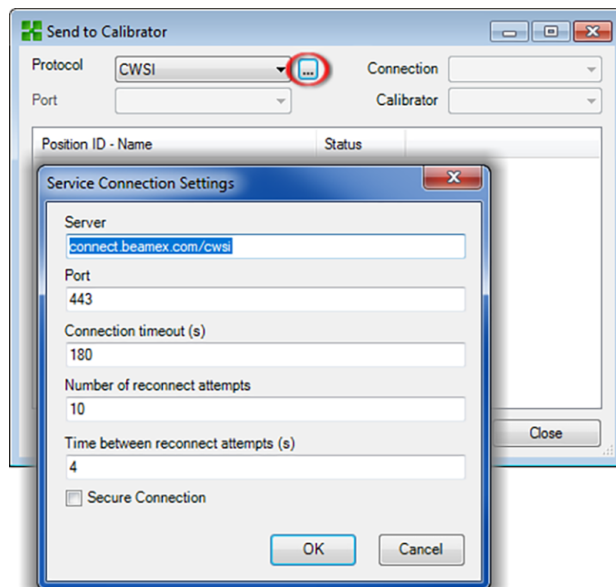 Send to Calibrator
Protocol CWSI ... Connection
Port Calibrator
Position ID - Name Status
Service Connection Settings
Server
connect.beamex.com/cwsi
Port
443
Connection timeout (s)
180
Number of reconnect attempts
10
Close
Time between reconnect attempts (s)
4
Secure Connection
OK Cancel